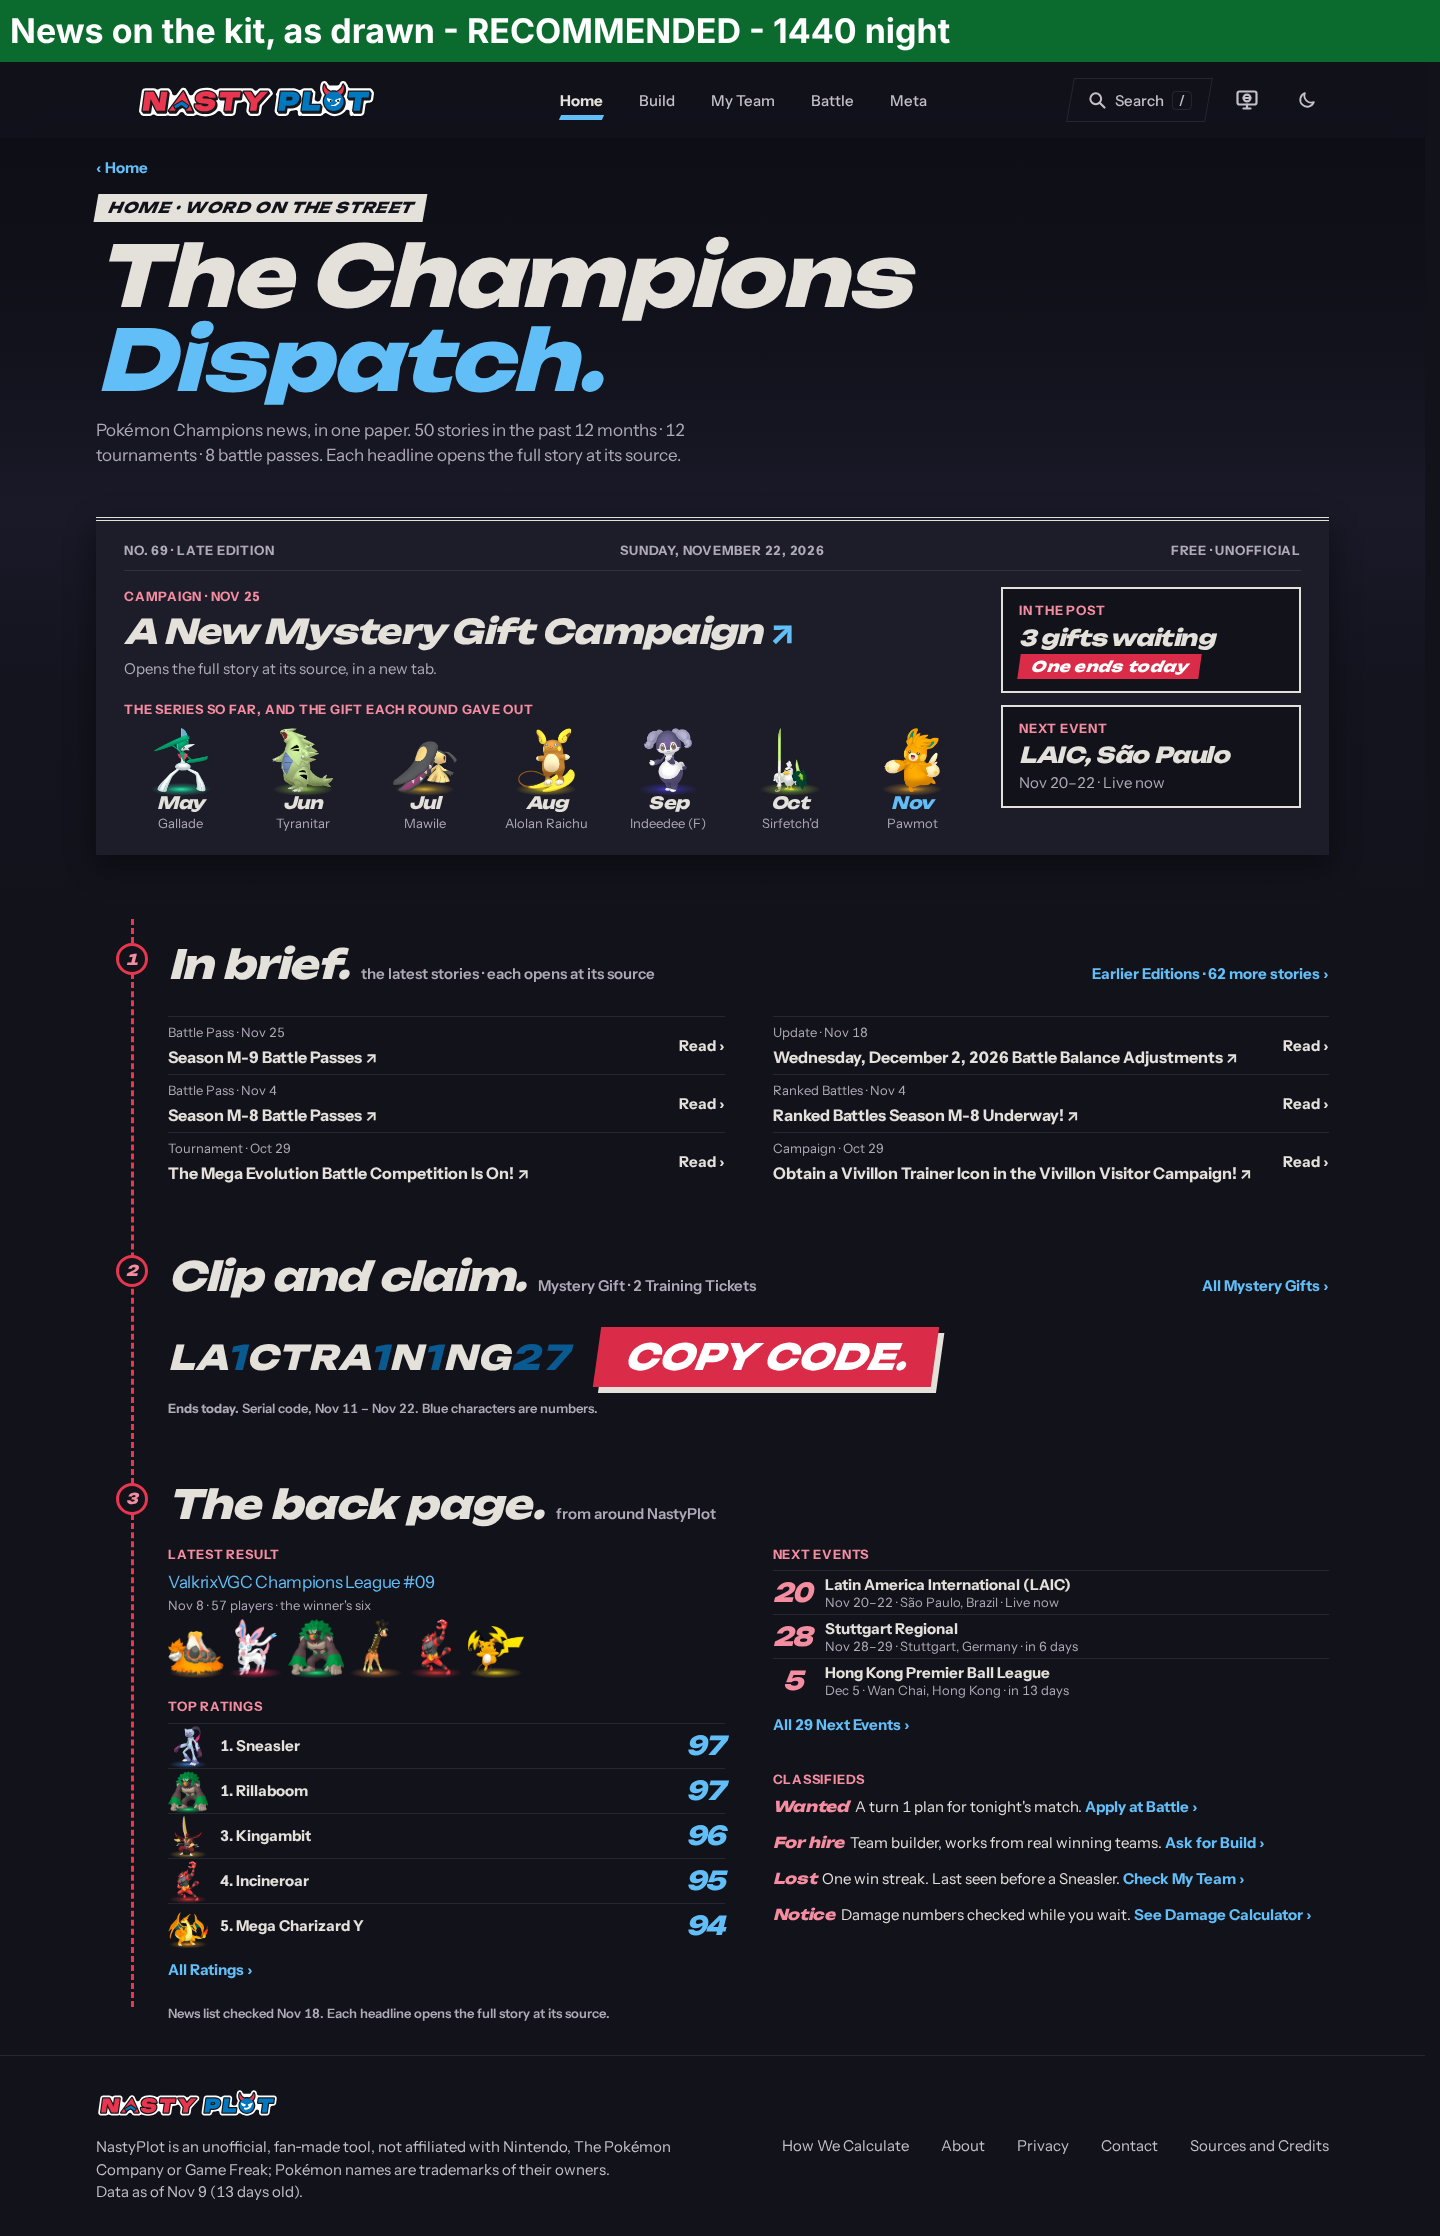 News on the kit, as drawn - RECOMMENDED - 1440 night
NASTY PLOT
Home
Build
My Team
Battle
Meta
Search /
‹ Home
HOME · WORD ON THE STREET
The Champions
Dispatch.
Pokémon Champions news, in one paper. 50 stories in the past 12 months · 12
tournaments · 8 battle passes. Each headline opens the full story at its source.
NO. 69 · LATE EDITION
SUNDAY, NOVEMBER 22, 2026
FREE · UNOFFICIAL
CAMPAIGN · NOV 25
A New Mystery Gift Campaign ↗
Opens the full story at its source, in a new tab.
THE SERIES SO FAR, AND THE GIFT EACH ROUND GAVE OUT
May
Gallade
Jun
Tyranitar
Jul
Mawile
Aug
Alolan Raichu
Sep
Indeedee (F)
Oct
Sirfetch'd
Nov
Pawmot
IN THE POST
3 gifts waiting
One ends today
NEXT EVENT
LAIC, São Paulo
Nov 20–22 · Live now
1
In brief. the latest stories · each opens at its source
Earlier Editions · 62 more stories ›
Battle Pass · Nov 25
Season M-9 Battle Passes ↗
Read ›
Battle Pass · Nov 4
Season M-8 Battle Passes ↗
Read ›
Tournament · Oct 29
The Mega Evolution Battle Competition Is On! ↗
Read ›
Update · Nov 18
Wednesday, December 2, 2026 Battle Balance Adjustments ↗
Read ›
Ranked Battles · Nov 4
Ranked Battles Season M-8 Underway! ↗
Read ›
Campaign · Oct 29
Obtain a Vivillon Trainer Icon in the Vivillon Visitor Campaign! ↗
Read ›
2
Clip and claim. Mystery Gift · 2 Training Tickets
All Mystery Gifts ›
LA1CTRA1N1NG27
COPY CODE.
Ends today. Serial code, Nov 11 – Nov 22. Blue characters are numbers.
3
The back page. from around NastyPlot
LATEST RESULT
ValkrixVGC Champions League #09
Nov 8 · 57 players · the winner's six
TOP RATINGS
1. Sneasler 97
1. Rillaboom 97
3. Kingambit 96
4. Incineroar 95
5. Mega Charizard Y 94
All Ratings ›
NEXT EVENTS
20
Latin America International (LAIC)
Nov 20–22 · São Paulo, Brazil · Live now
28
Stuttgart Regional
Nov 28–29 · Stuttgart, Germany · in 6 days
5
Hong Kong Premier Ball League
Dec 5 · Wan Chai, Hong Kong · in 13 days
All 29 Next Events ›
CLASSIFIEDS
Wanted A turn 1 plan for tonight's match. Apply at Battle ›
For hire Team builder, works from real winning teams. Ask for Build ›
Lost One win streak. Last seen before a Sneasler. Check My Team ›
Notice Damage numbers checked while you wait. See Damage Calculator ›
News list checked Nov 18. Each headline opens the full story at its source.
NASTY PLOT
NastyPlot is an unofficial, fan-made tool, not affiliated with Nintendo, The Pokémon
Company or Game Freak; Pokémon names are trademarks of their owners.
Data as of Nov 9 (13 days old).
How We Calculate
About
Privacy
Contact
Sources and Credits